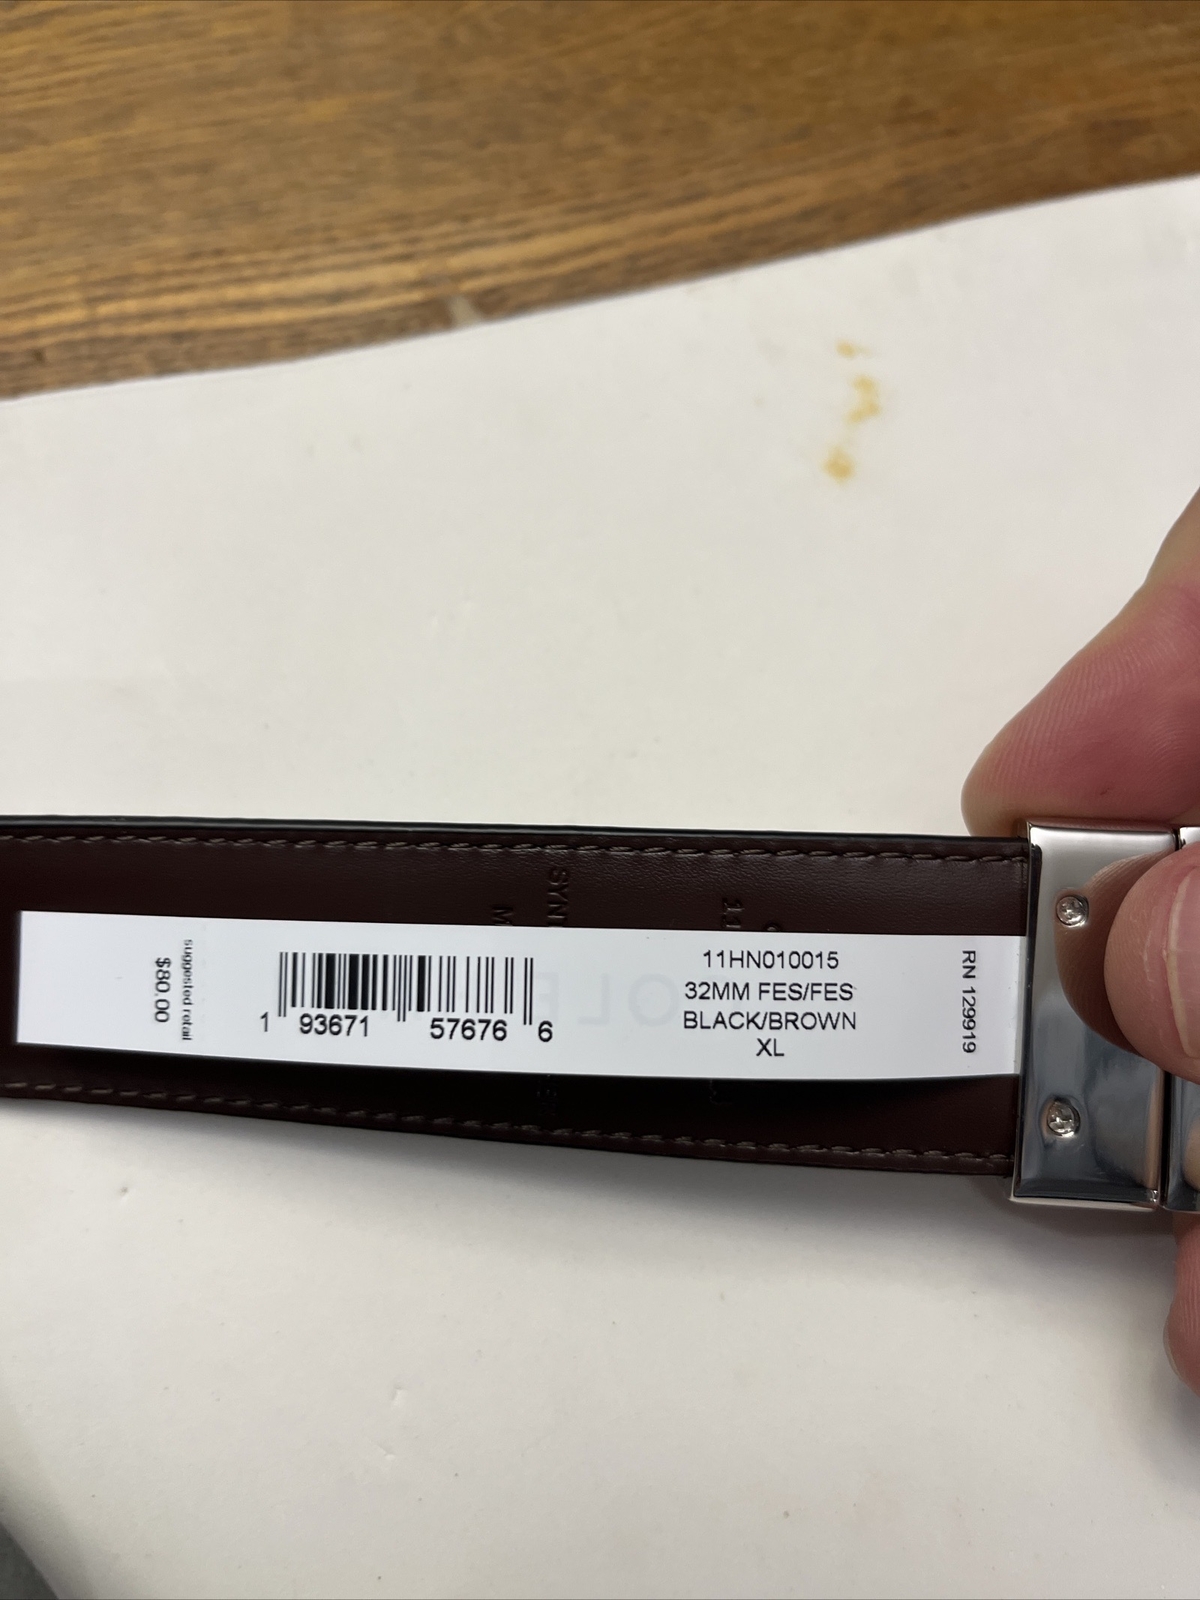 suggested retail
$80.00
1 93671 57676 6
11HN010015
32MM FES/FES
BLACK/BROWN
XL
RN 129919